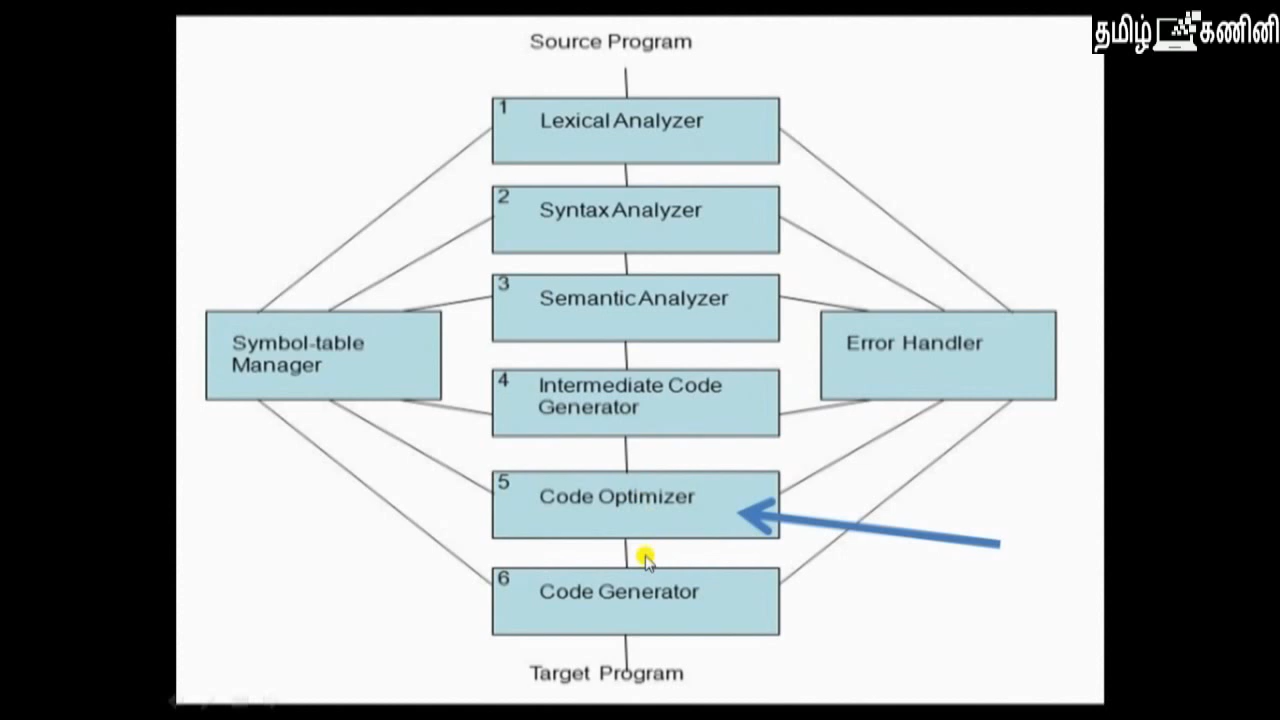 தமிழ் கணினி
Source Program
1
Lexical Analyzer
2
Syntax Analyzer
3
Semantic Analyzer
Symbol-table
Manager
Error Handler
4
Intermediate Code
Generator
5
Code Optimizer
6
Code Generator
Target Program